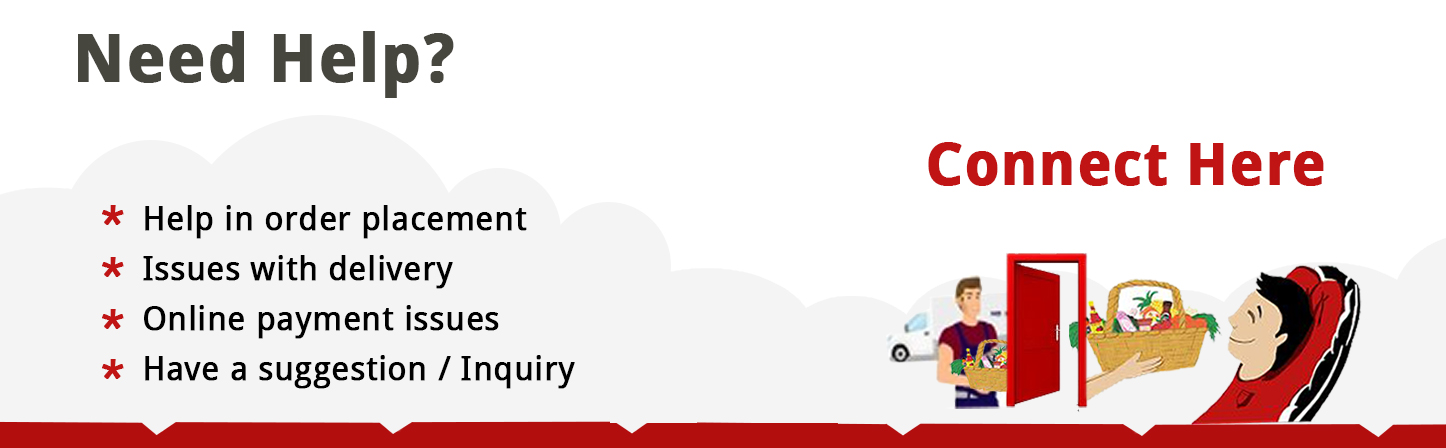 Need Help?
Connect Here
* Help in order placement
* Issues with delivery
* Online payment issues
* Have a suggestion / Inquiry